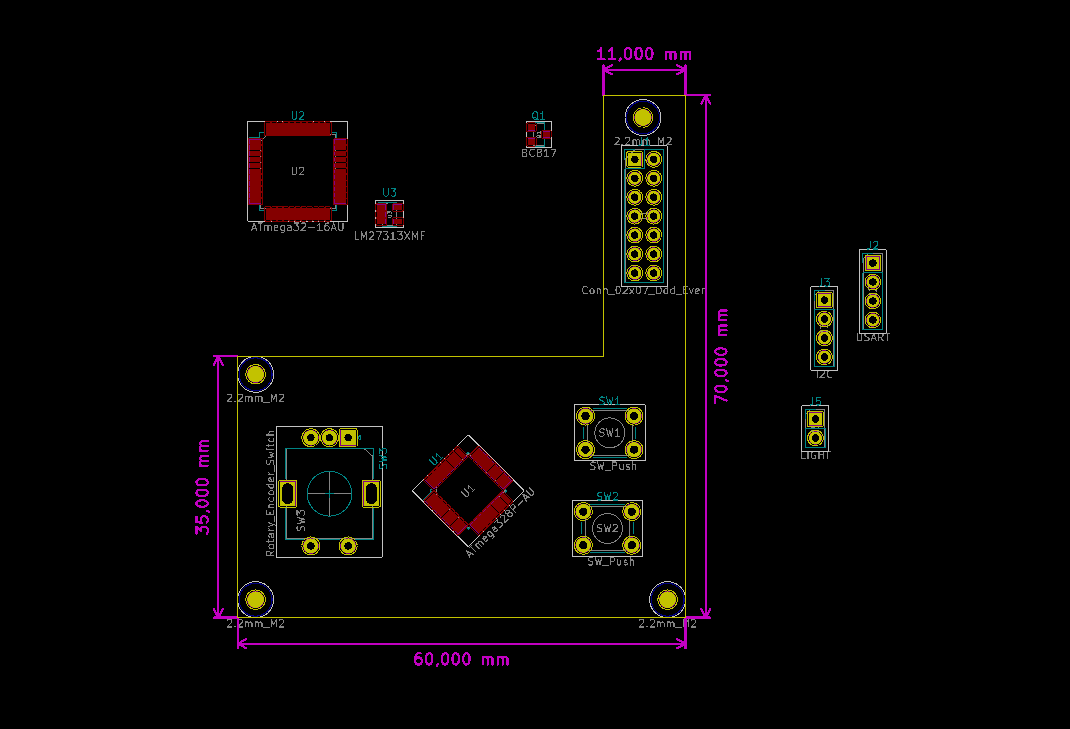 11,000 mm
U2
U2
ATmega32-16AU
U3
LM27313XMF
Q1
BC817
2.2mm_M2
Conn_02x07_Odd_Even
J2
USART
J3
I2C
J5
LIGHT
70,000 mm
35,000 mm
2.2mm_M2
Rotary_Encoder_Switch
SW3
SW3
U1
U1
ATmega328P-AU
SW1
SW1
SW_Push
SW2
SW2
SW_Push
2.2mm_M2
2.2mm_M2
60,000 mm